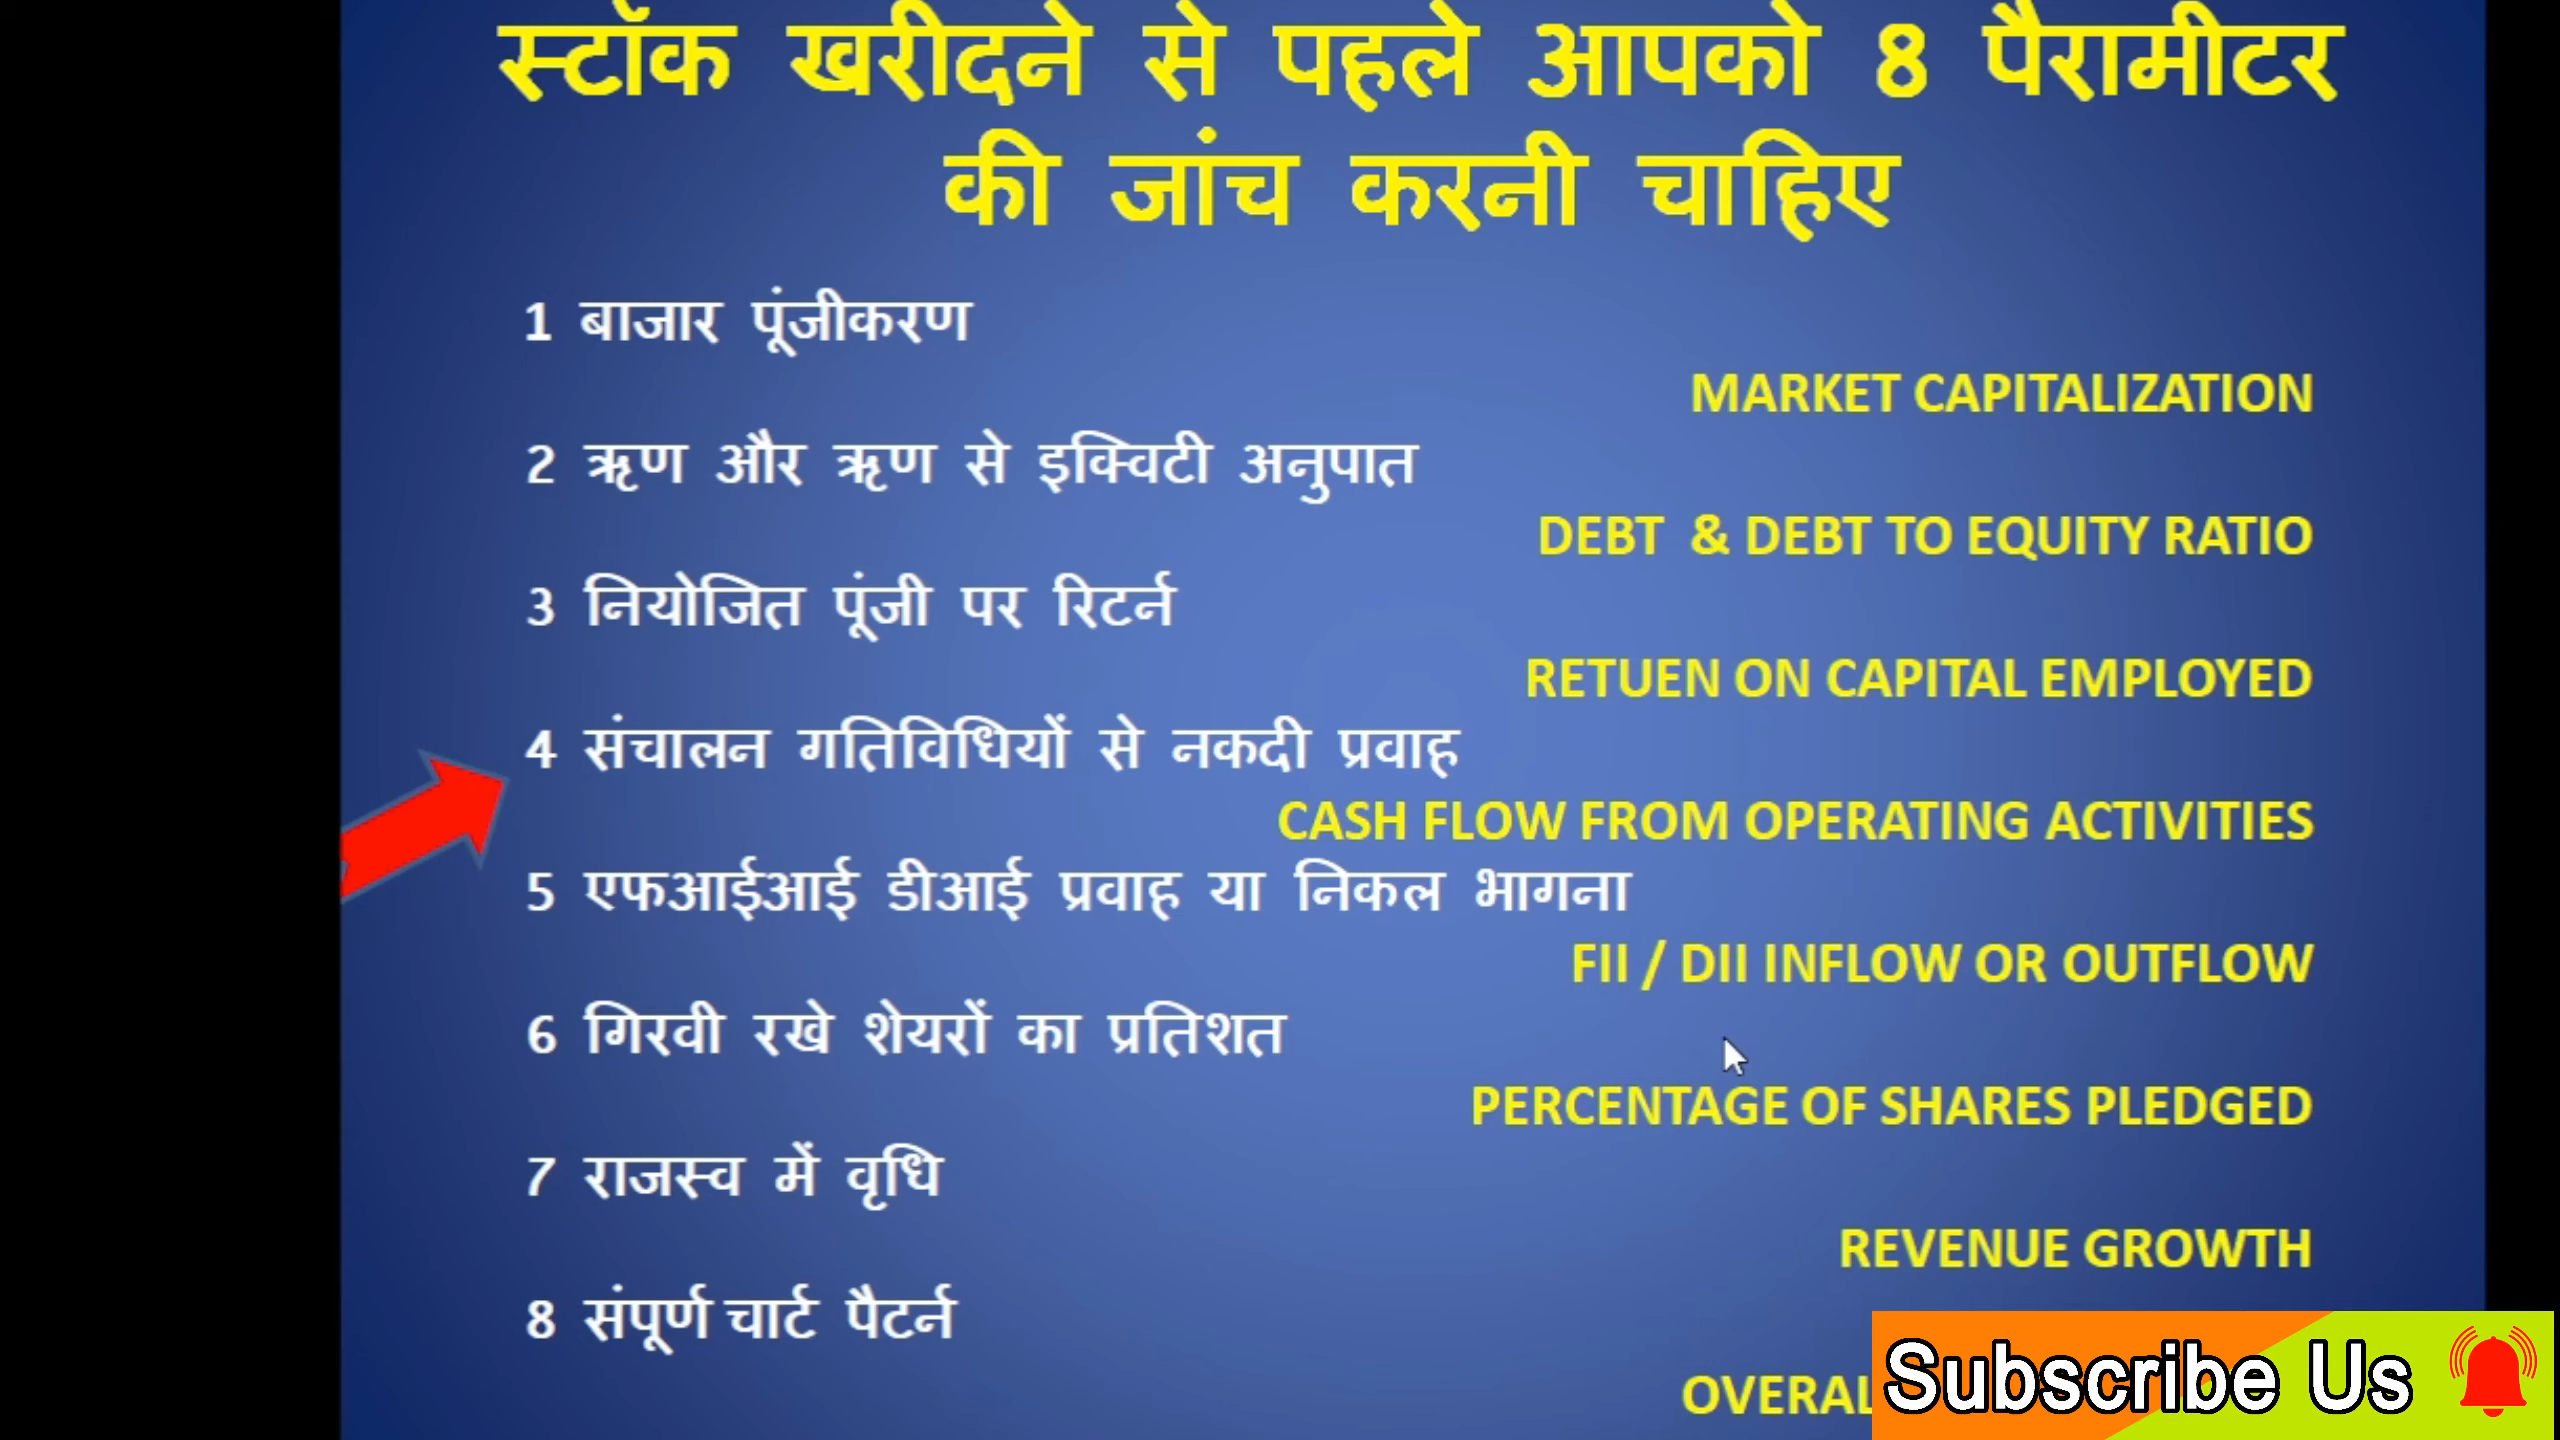 स्टॉक खरीदने से पहले आपको 8 पैरामीटर
की जांच करनी चाहिए
1 बाजार पूंजीकरण
MARKET CAPITALIZATION
2 ऋण और ऋण से इक्विटी अनुपात
DEBT & DEBT TO EQUITY RATIO
3 नियोजित पूंजी पर रिटर्न
RETUEN ON CAPITAL EMPLOYED
4 संचालन गतिविधियों से नकदी प्रवाह
CASH FLOW FROM OPERATING ACTIVITIES
5 एफआईआई डीआई प्रवाह या निकल भागना
FII / DII INFLOW OR OUTFLOW
6 गिरवी रखे शेयरों का प्रतिशत
PERCENTAGE OF SHARES PLEDGED
7 राजस्व में वृधि
REVENUE GROWTH
8 संपूर्ण चार्ट पैटर्न
Subscribe Us